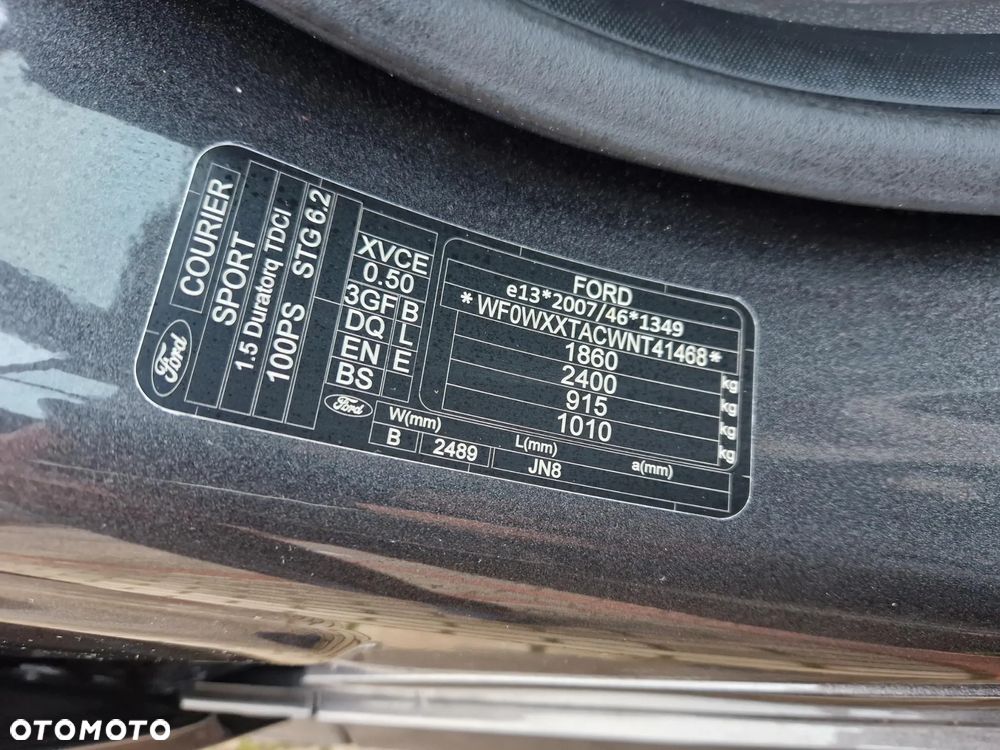 COURIER
SPORT
1.5 Duratorq TDCI
100PS STG 6.2
Ford
XVCE
0.50
3GF B
DQ L
EN E
BS
Ford
FORD
e13*2007/46*1349
*WF0WXXTACWNT41468*
1860 kg
2400 kg
915 kg
1010 kg
W(mm) L(mm) a(mm)
B 2489 JN8
OTOMOTO